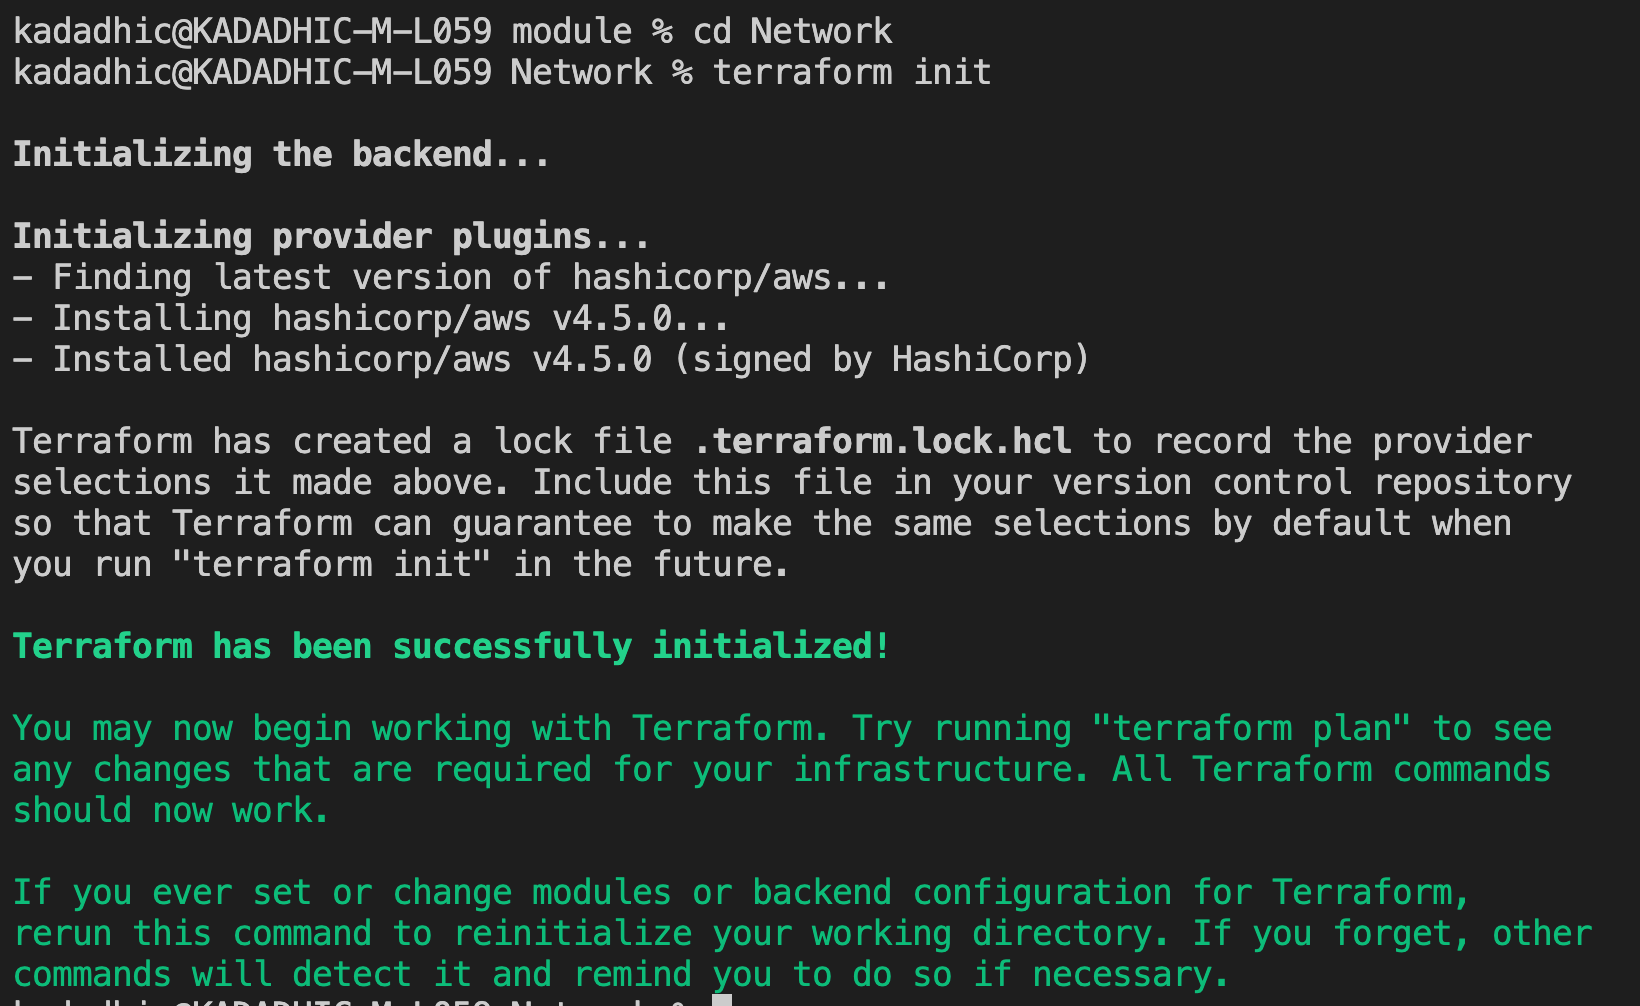 kadadhic@KADADHIC-M-L059 module % cd Network
kadadhic@KADADHIC-M-L059 Network % terraform init
Initializing the backend...
Initializing provider plugins...
- Finding latest version of hashicorp/aws...
- Installing hashicorp/aws v4.5.0...
- Installed hashicorp/aws v4.5.0 (signed by HashiCorp)
Terraform has created a lock file .terraform.lock.hcl to record the provider
selections it made above. Include this file in your version control repository
so that Terraform can guarantee to make the same selections by default when
you run "terraform init" in the future.
Terraform has been successfully initialized!
You may now begin working with Terraform. Try running "terraform plan" to see
any changes that are required for your infrastructure. All Terraform commands
should now work.
If you ever set or change modules or backend configuration for Terraform,
rerun this command to reinitialize your working directory. If you forget, other
commands will detect it and remind you to do so if necessary.
kadadhic@KADADHIC-M-L059 Network %